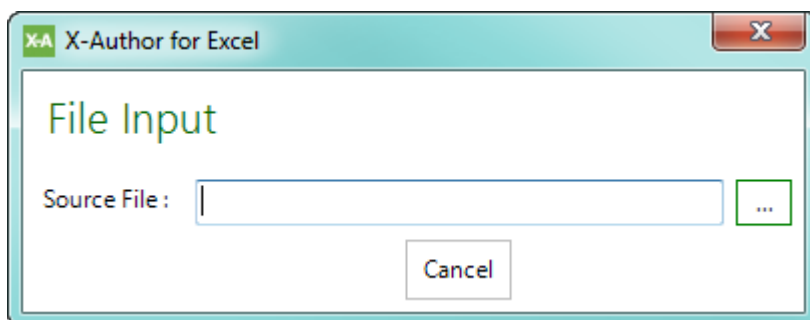 X-A X-Author for Excel
File Input
Source File :
...
Cancel